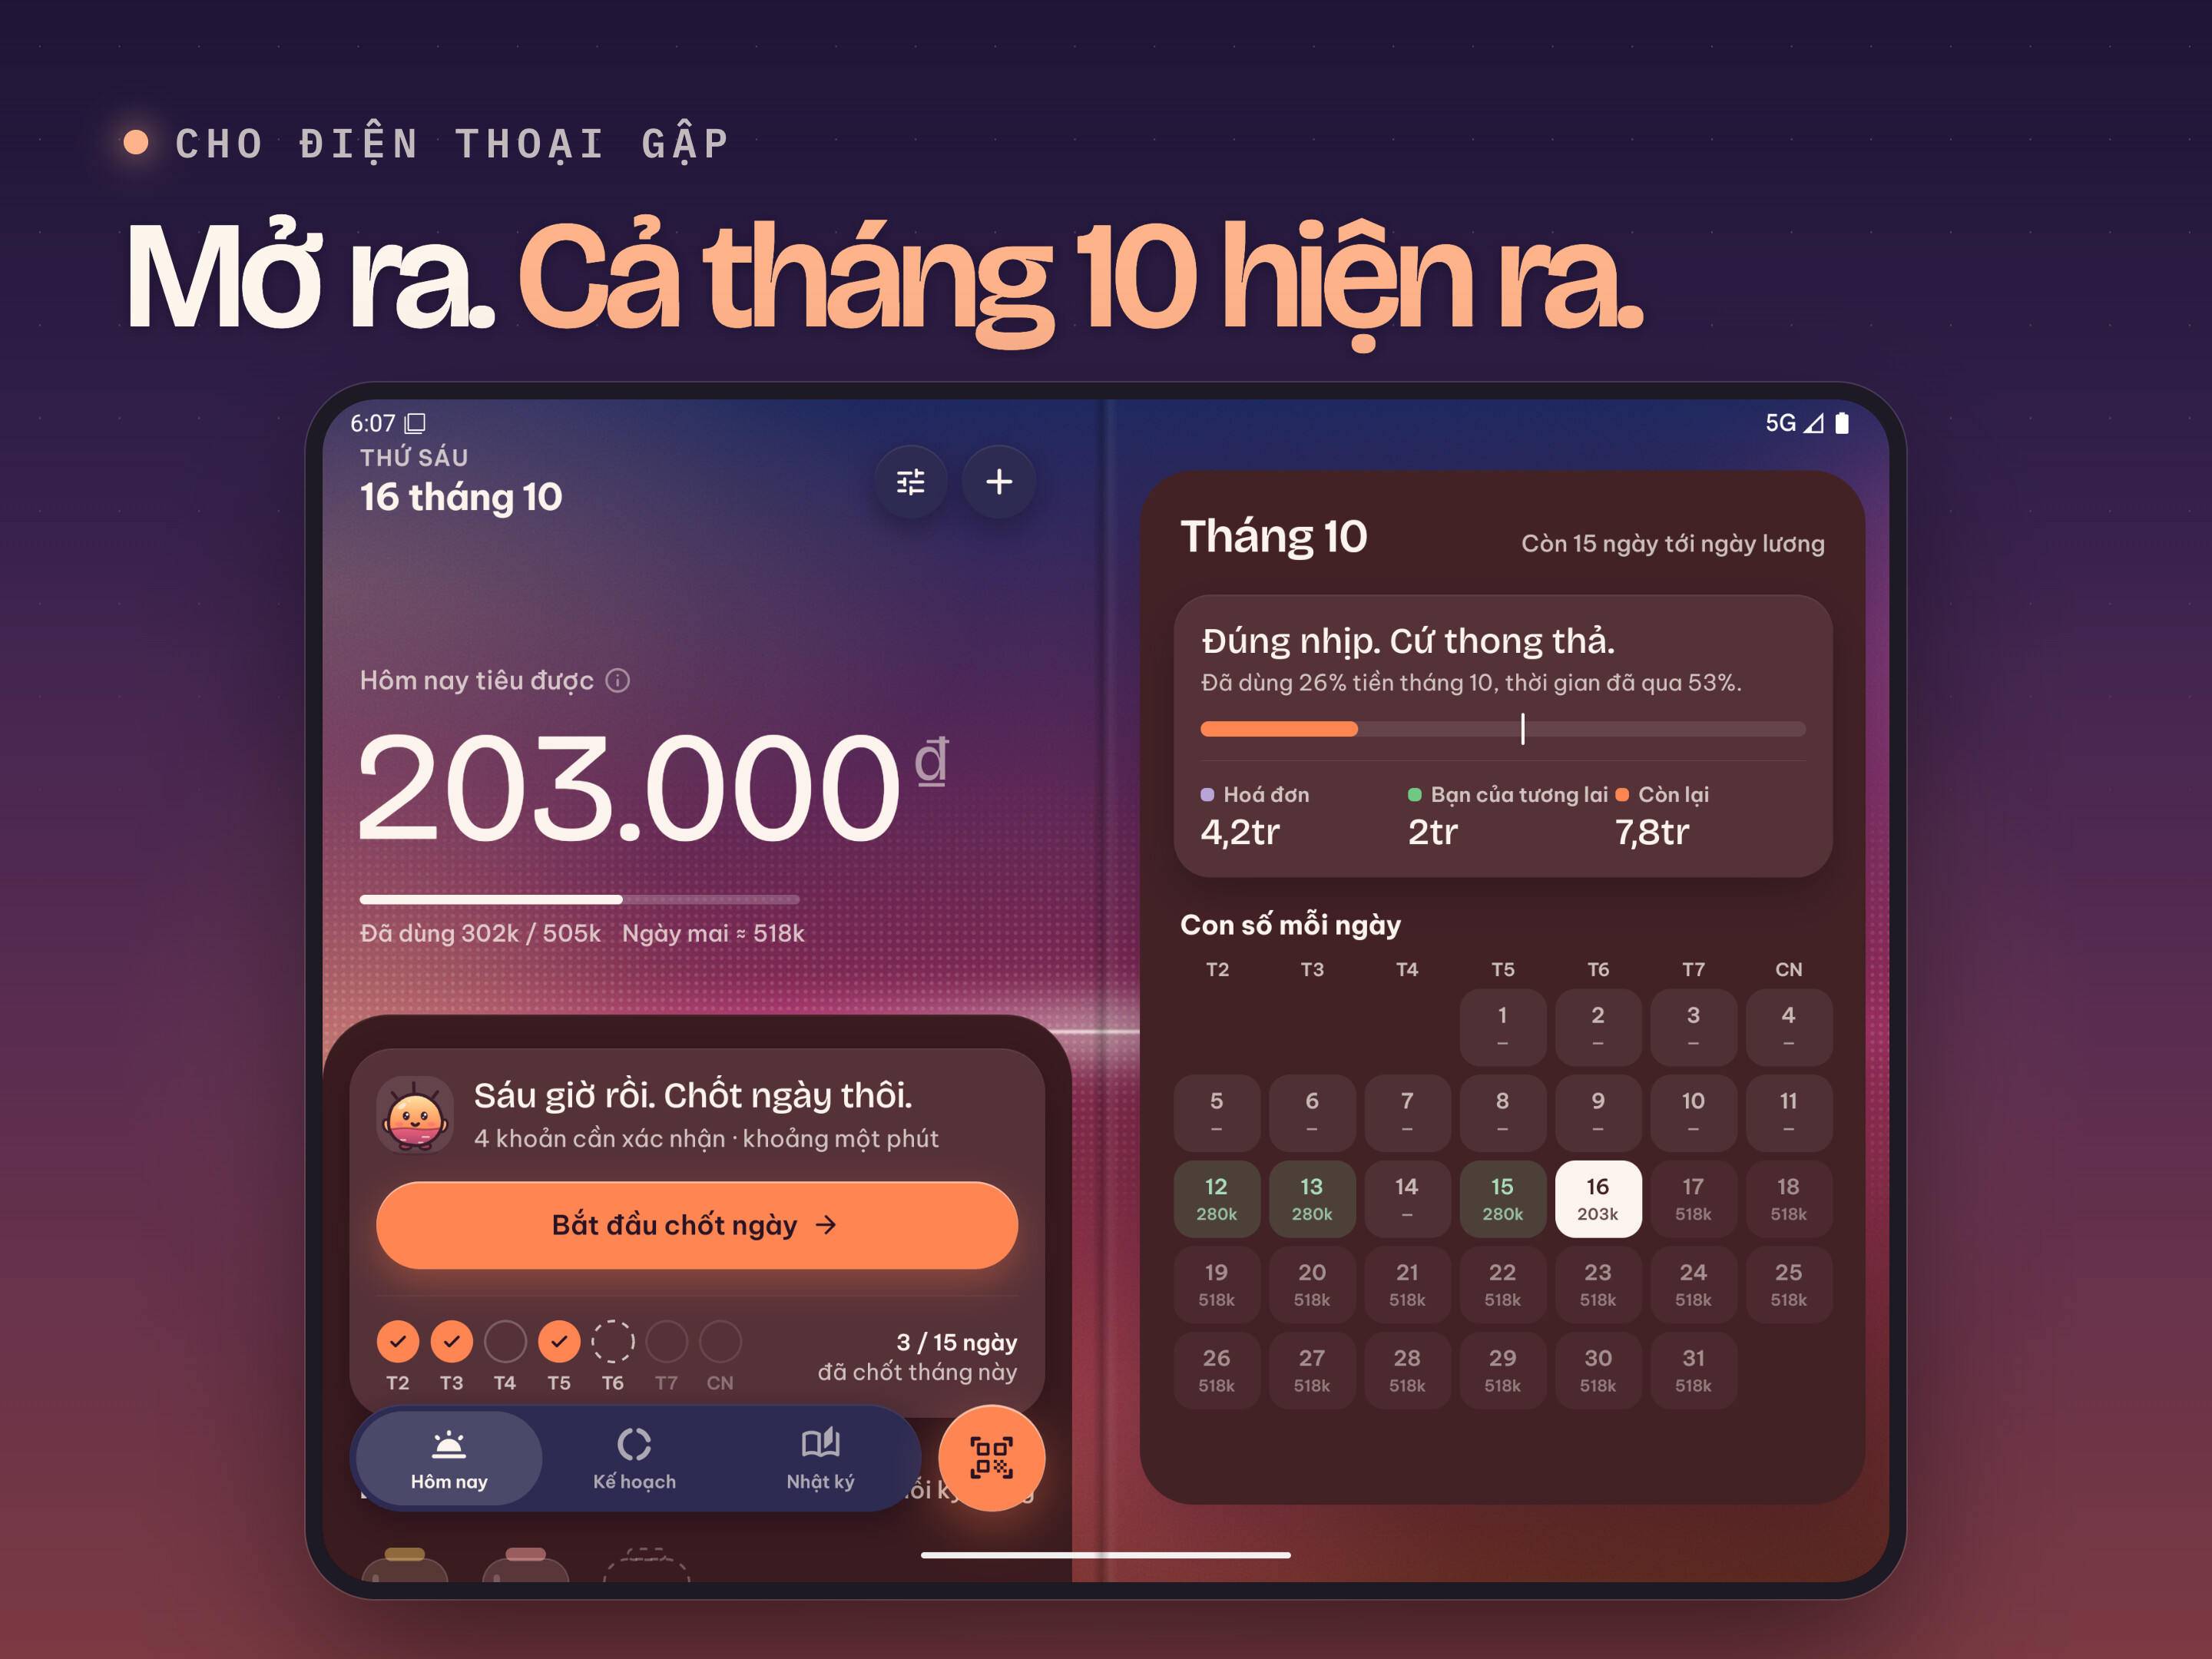 CHO ĐIỆN THOẠI GẬP
Mở ra. Cả tháng 10 hiện ra.
6:07
5G
THỨ SÁU
16 tháng 10
Hôm nay tiêu được
203.000 ₫
Đã dùng 302k / 505k Ngày mai ≈ 518k
Sáu giờ rồi. Chốt ngày thôi.
4 khoản cần xác nhận · khoảng một phút
Bắt đầu chốt ngày →
3 / 15 ngày
đã chốt tháng này
T2 T3 T4 T5 T6 T7 CN
Hôm nay Kế hoạch Nhật ký
Tháng 10
Còn 15 ngày tới ngày lương
Đúng nhịp. Cứ thong thả.
Đã dùng 26% tiền tháng 10, thời gian đã qua 53%.
Hoá đơn Bạn của tương lai Còn lại
4,2tr 2tr 7,8tr
Con số mỗi ngày
T2 T3 T4 T5 T6 T7 CN
1 2 3 4
– – – –
5 6 7 8 9 10 11
– – – – – – –
12 13 14 15 16 17 18
280k 280k – 280k 203k 518k 518k
19 20 21 22 23 24 25
518k 518k 518k 518k 518k 518k 518k
26 27 28 29 30 31
518k 518k 518k 518k 518k 518k